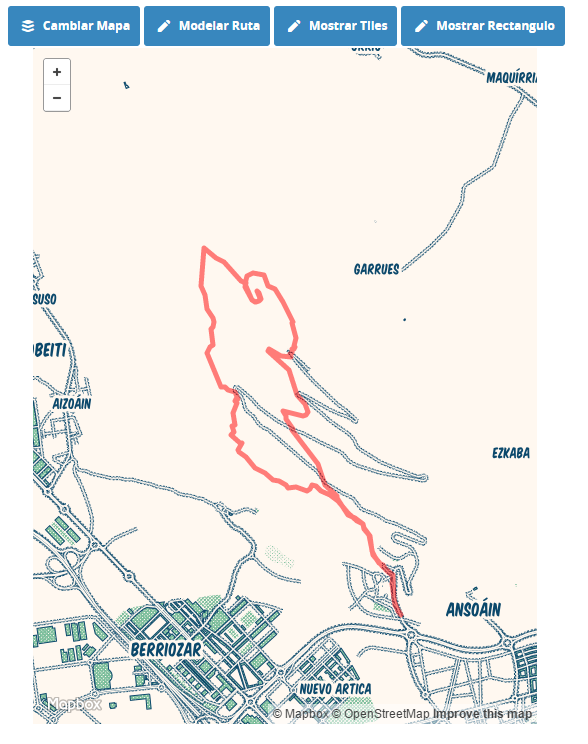 Cambiar Mapa
Modelar Ruta
Mostrar Tiles
Mostrar Rectangulo
MAQUÍRRIA
+
−
GARRUES
SUSO
OBEITI
AIZOÁIN
EZKABA
ANSOÁIN
BERRIOZAR
NUEVO ARTICA
Mapbox
© Mapbox © OpenStreetMap Improve this map